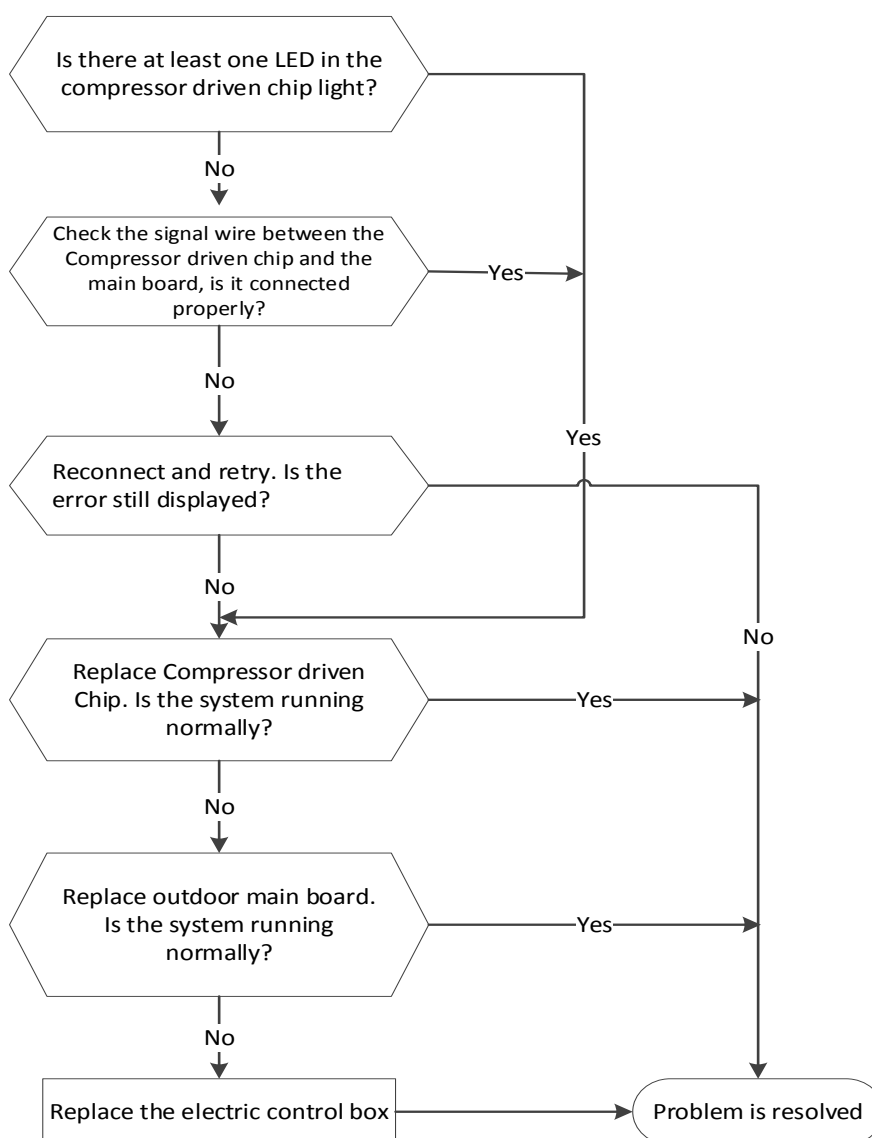 Is there at least one LED in the
compressor driven chip light?
No
Check the signal wire between the
Compressor driven chip and the
main board, is it connected
properly?
Yes
No
Yes
Reconnect and retry. Is the
error still displayed?
No
No
Replace Compressor driven
Chip. Is the system running
normally?
Yes
No
Replace outdoor main board.
Is the system running
normally?
Yes
No
Replace the electric control box
Problem is resolved